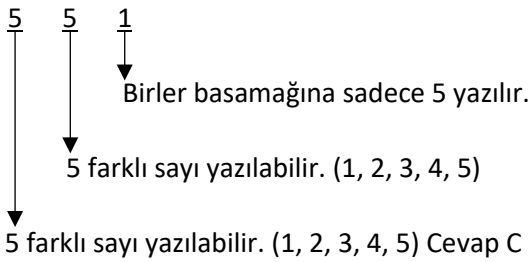 5 5 1
Birler basamağına sadece 5 yazılır.
5 farklı sayı yazılabilir. (1, 2, 3, 4, 5)
5 farklı sayı yazılabilir. (1, 2, 3, 4, 5) Cevap C